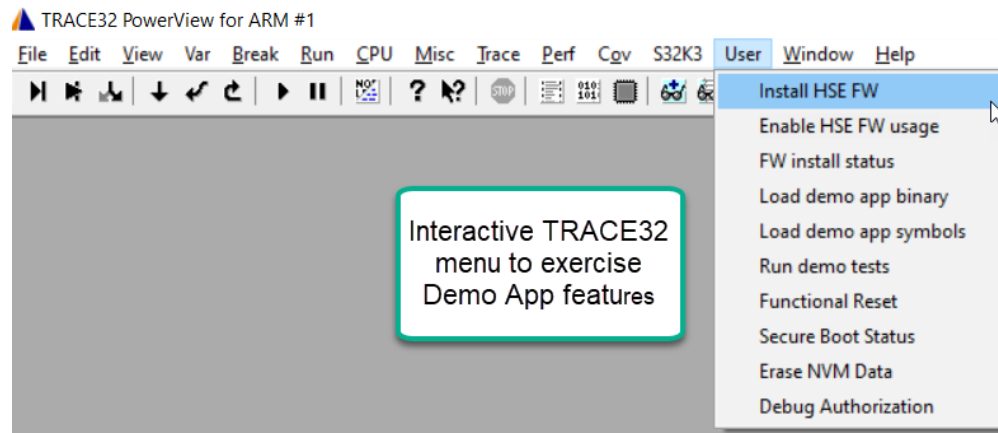 TRACE32 PowerView for ARM #1
File Edit View Var Break Run CPU Misc Trace Perf Cov S32K3 User Window Help
NOP
STOP
010
101
Install HSE FW
Enable HSE FW usage
FW install status
Load demo app binary
Load demo app symbols
Run demo tests
Functional Reset
Secure Boot Status
Erase NVM Data
Debug Authorization
Interactive TRACE32
menu to exercise
Demo App features